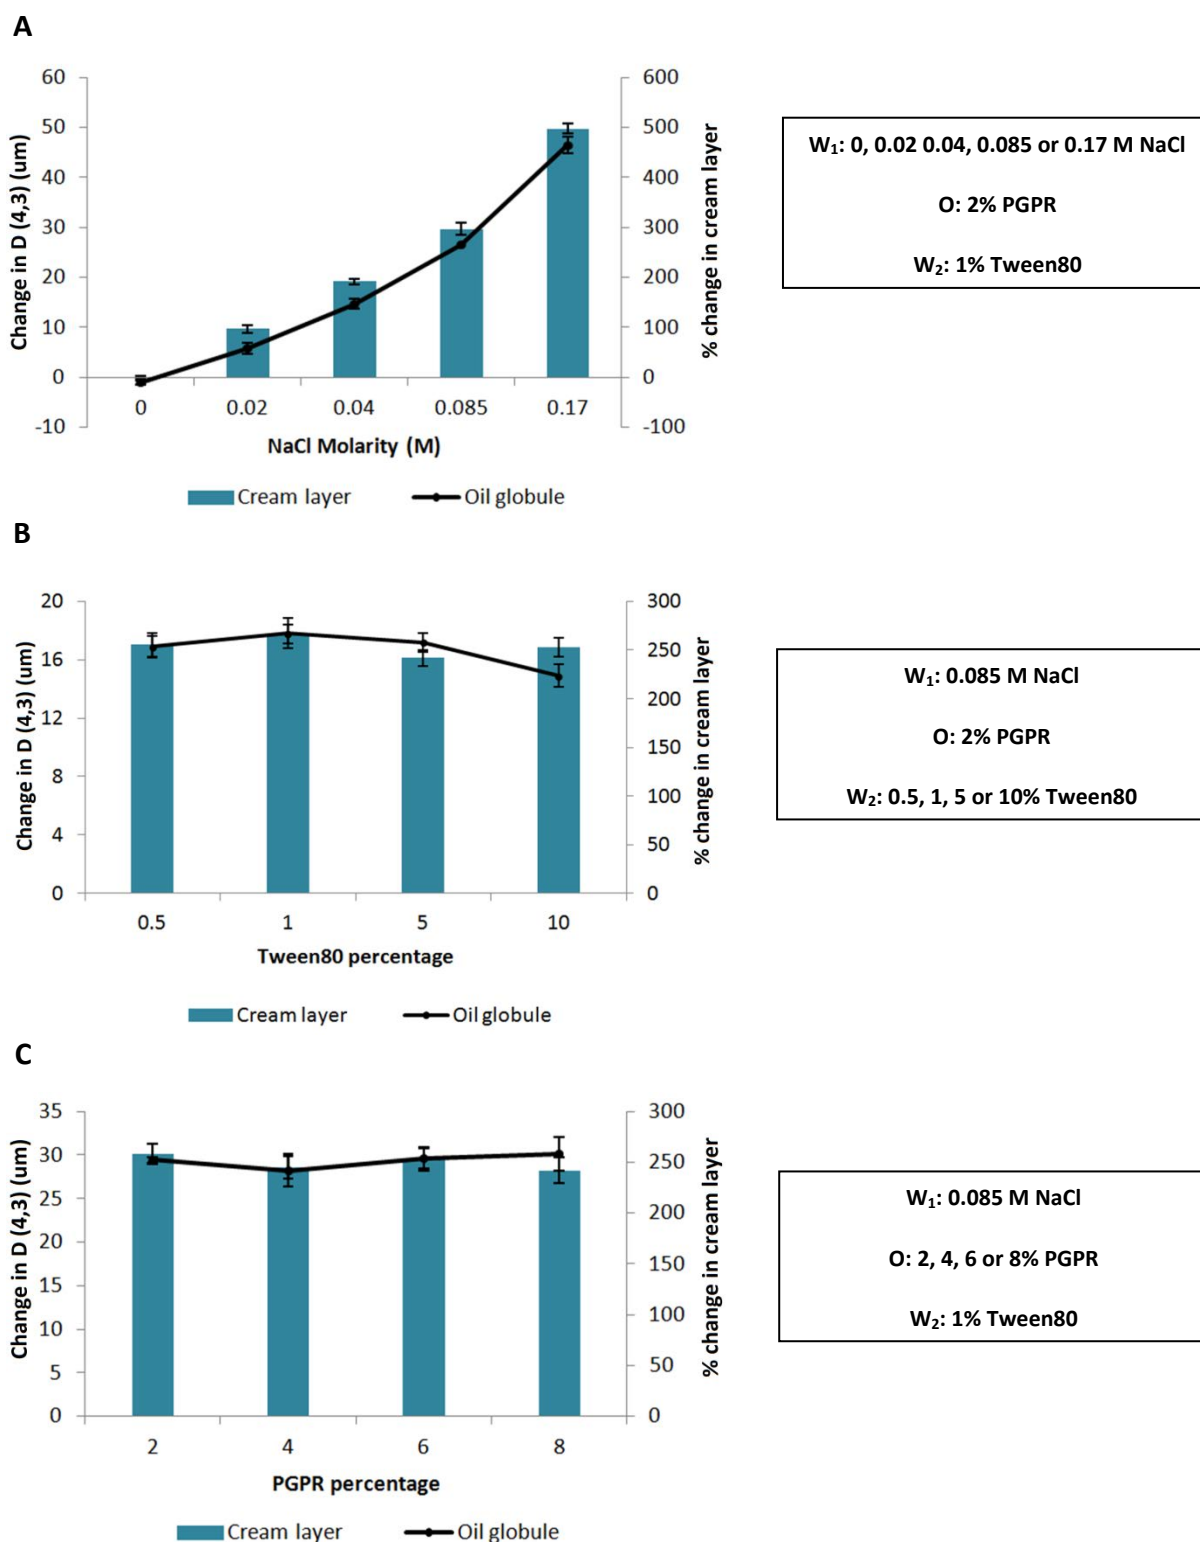 A
60
50
40
30
20
10
0
-10
Change in D (4,3) (um)
600
500
400
300
200
100
0
-100
% change in cream layer
0 0.02 0.04 0.085 0.17
NaCl Molarity (M)
Cream layer Oil globule
W₁: 0, 0.02 0.04, 0.085 or 0.17 M NaCl
O: 2% PGPR
W₂: 1% Tween80
B
20
16
12
8
4
0
Change in D (4,3) (um)
300
250
200
150
100
50
0
% change in cream layer
0.5 1 5 10
Tween80 percentage
Cream layer Oil globule
W₁: 0.085 M NaCl
O: 2% PGPR
W₂: 0.5, 1, 5 or 10% Tween80
C
35
30
25
20
15
10
5
0
Change in D (4,3) (um)
300
250
200
150
100
50
0
% change in cream layer
2 4 6 8
PGPR percentage
Cream layer Oil globule
W₁: 0.085 M NaCl
O: 2, 4, 6 or 8% PGPR
W₂: 1% Tween80